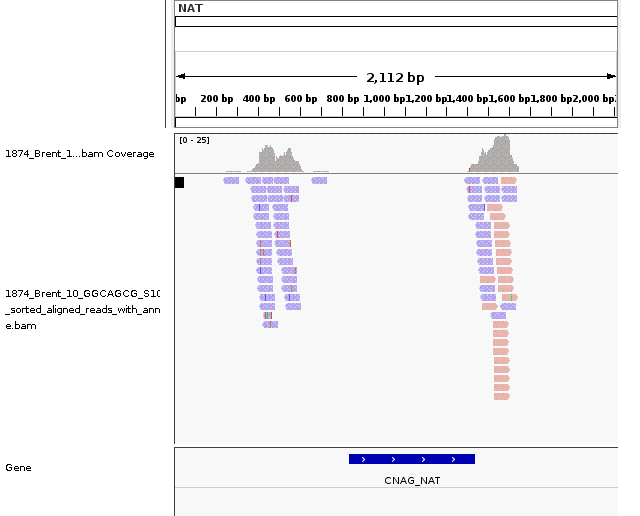 NAT
2,112 bp
bp 200 bp 400 bp 600 bp 800 bp 1,000 bp 1,200 bp 1,400 bp 1,600 bp 1,800 bp 2,000 bp
[0 - 25]
1874_Brent_1...bam Coverage
1874_Brent_10_GGCAGCG_S10
_sorted_aligned_reads_with_ann
e.bam
Gene
CNAG_NAT